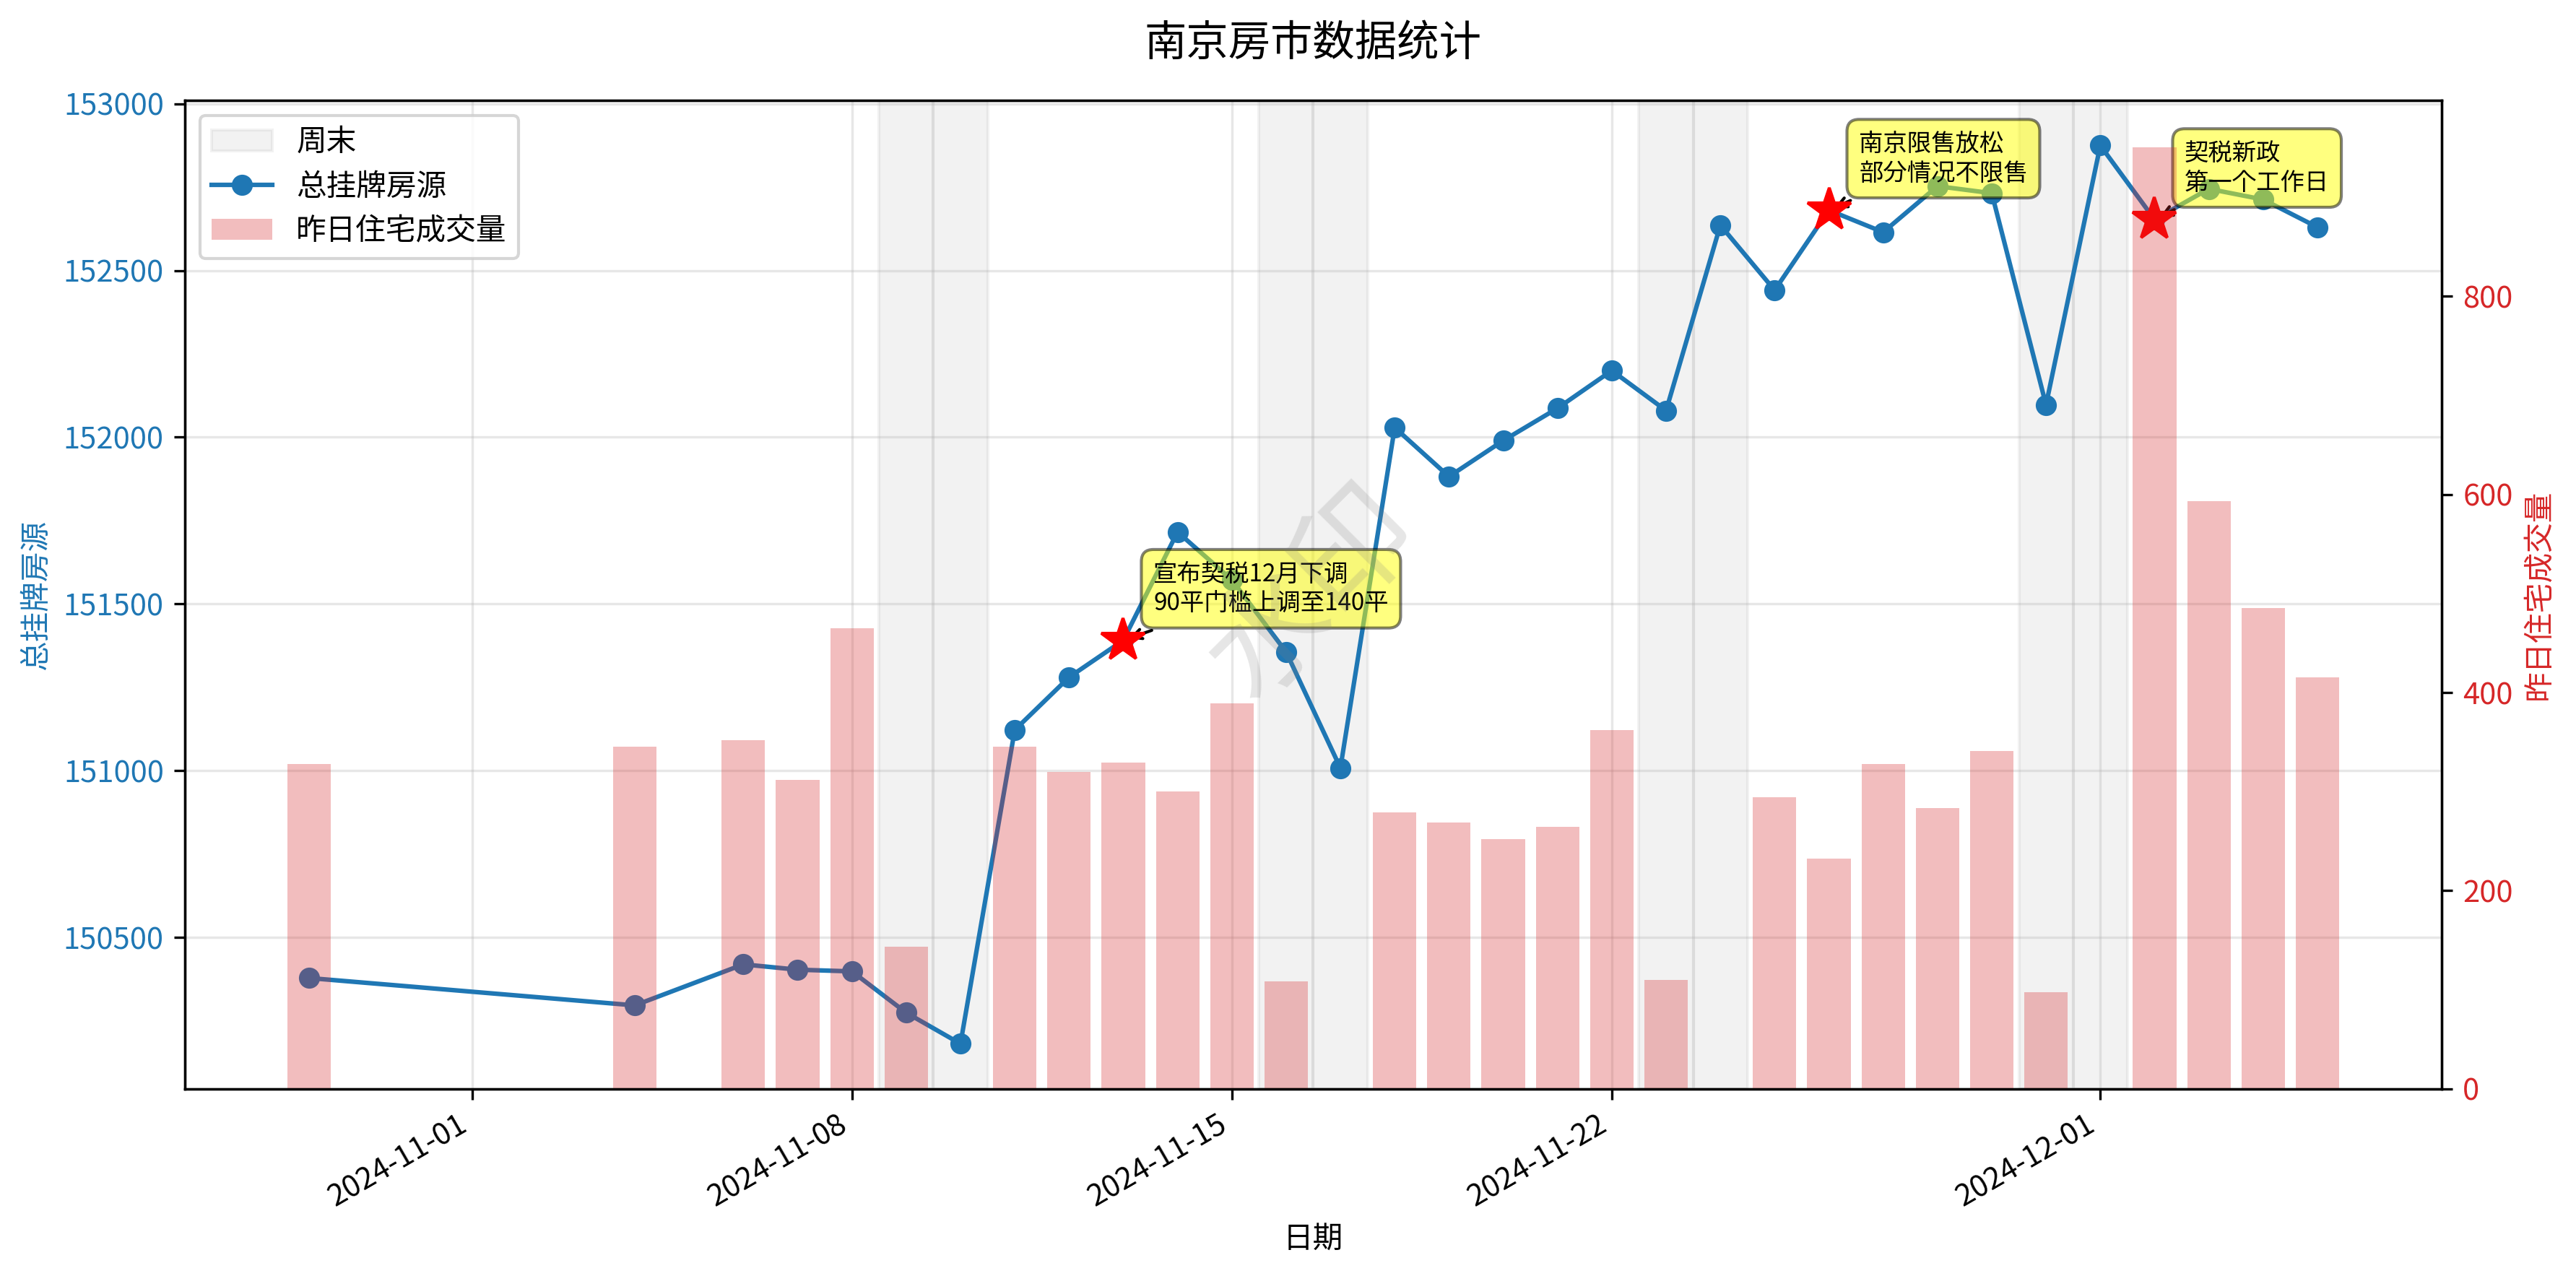 南京房市数据统计
153000
152500
152000
151500
151000
150500
总挂牌房源
周末
总挂牌房源
昨日住宅成交量
宣布契税12月下调
90平门槛上调至140平
南京限售放松
部分情况不限售
契税新政
第一个工作日
水印
800
600
400
200
0
昨日住宅成交量
2024-11-01
2024-11-08
2024-11-15
2024-11-22
2024-12-01
日期